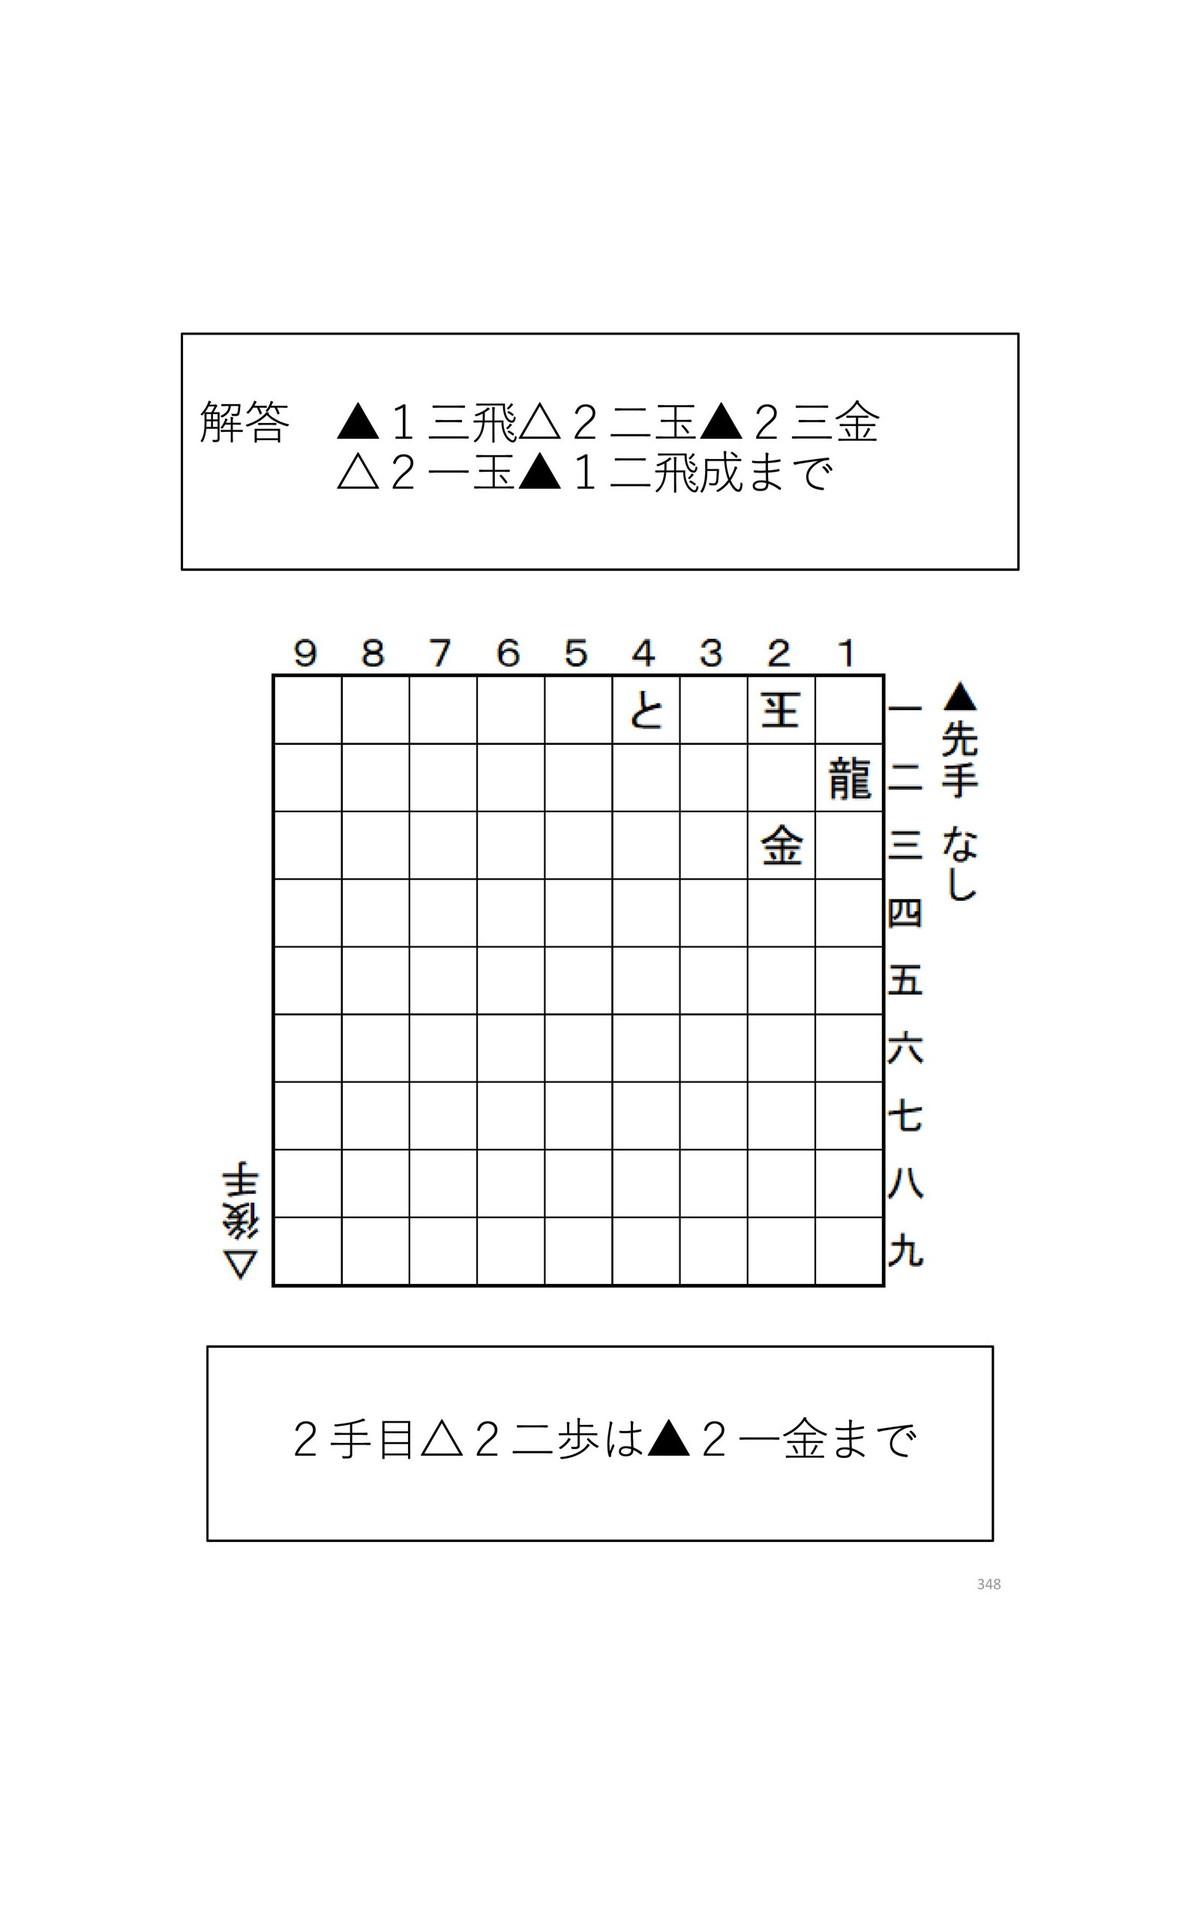 解答　▲１三飛△２二玉▲２三金
△２一玉▲１二飛成まで
9 8 7 6 5 4 3 2 1
と 王 一
龍 二
金 三
四
五
六
七
八
九
▲先手 なし
△後手
２手目△２二歩は▲２一金まで
348